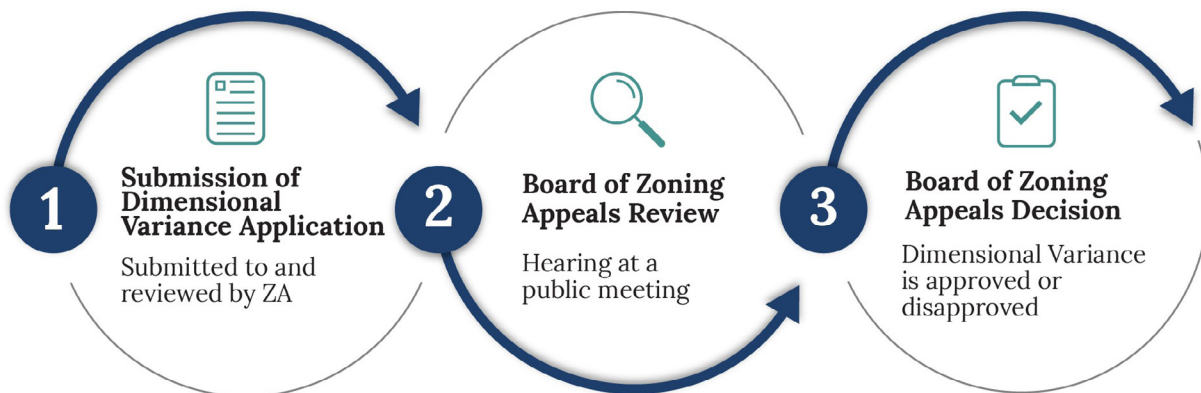 1
Submission of
Dimensional
Variance Application
Submitted to and
reviewed by ZA
2
Board of Zoning
Appeals Review
Hearing at a
public meeting
3
Board of Zoning
Appeals Decision
Dimensional Variance
is approved or
disapproved